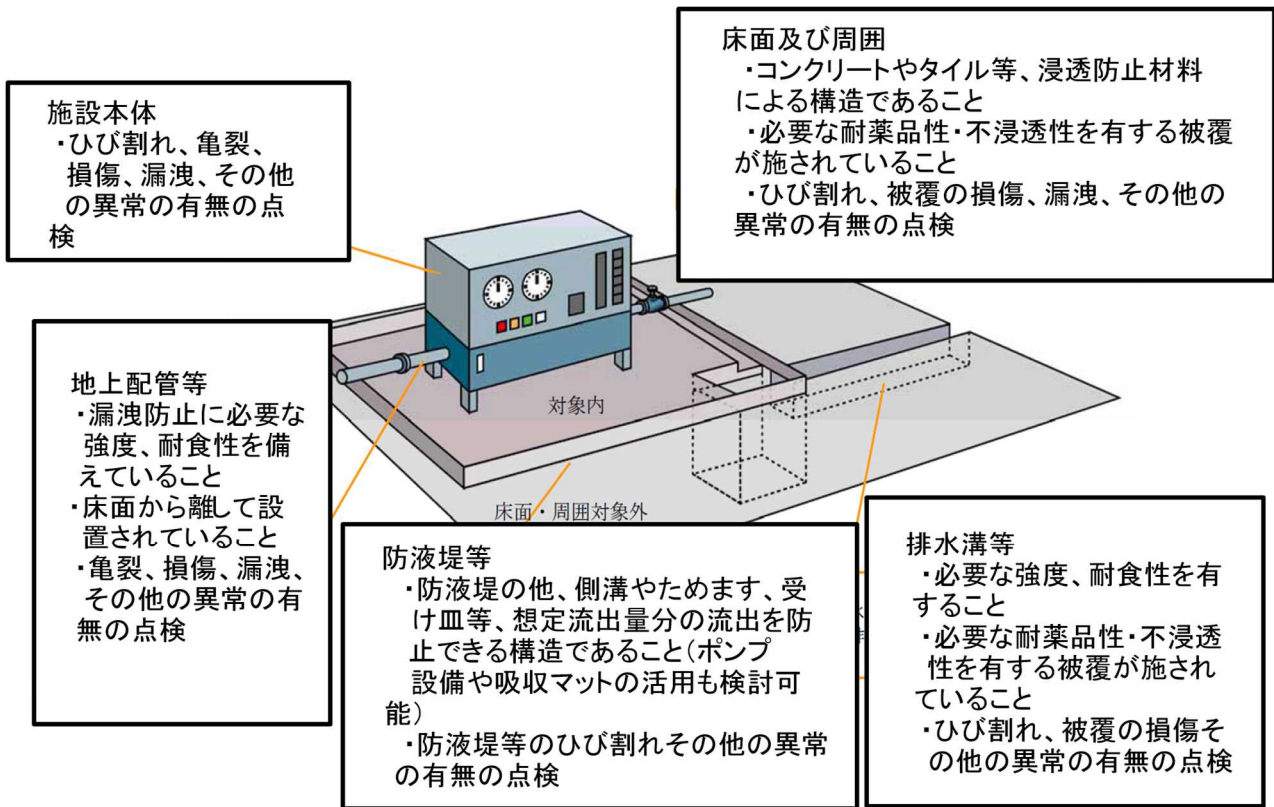 施設本体
・ひび割れ、亀裂、
損傷、漏洩、その他
の異常の有無の点
検
床面及び周囲
・コンクリートやタイル等、浸透防止材料
による構造であること
・必要な耐薬品性・不浸透性を有する被覆
が施されていること
・ひび割れ、被覆の損傷、漏洩、その他の
異常の有無の点検
地上配管等
・漏洩防止に必要な
強度、耐食性を備
えていること
・床面から離して設
置されていること
・亀裂、損傷、漏洩、
その他の異常の有
無の点検
対象内
床面・周囲対象外
防液堤等
・防液堤の他、側溝やためます、受
け皿等、想定流出量分の流出を防
止できる構造であること(ポンプ
設備や吸収マットの活用も検討可
能)
・防液堤等のひび割れその他の異常
の有無の点検
排水溝等
・必要な強度、耐食性を有
すること
・必要な耐薬品性・不浸透
性を有する被覆が施され
ていること
・ひび割れ、被覆の損傷そ
の他の異常の有無の点検